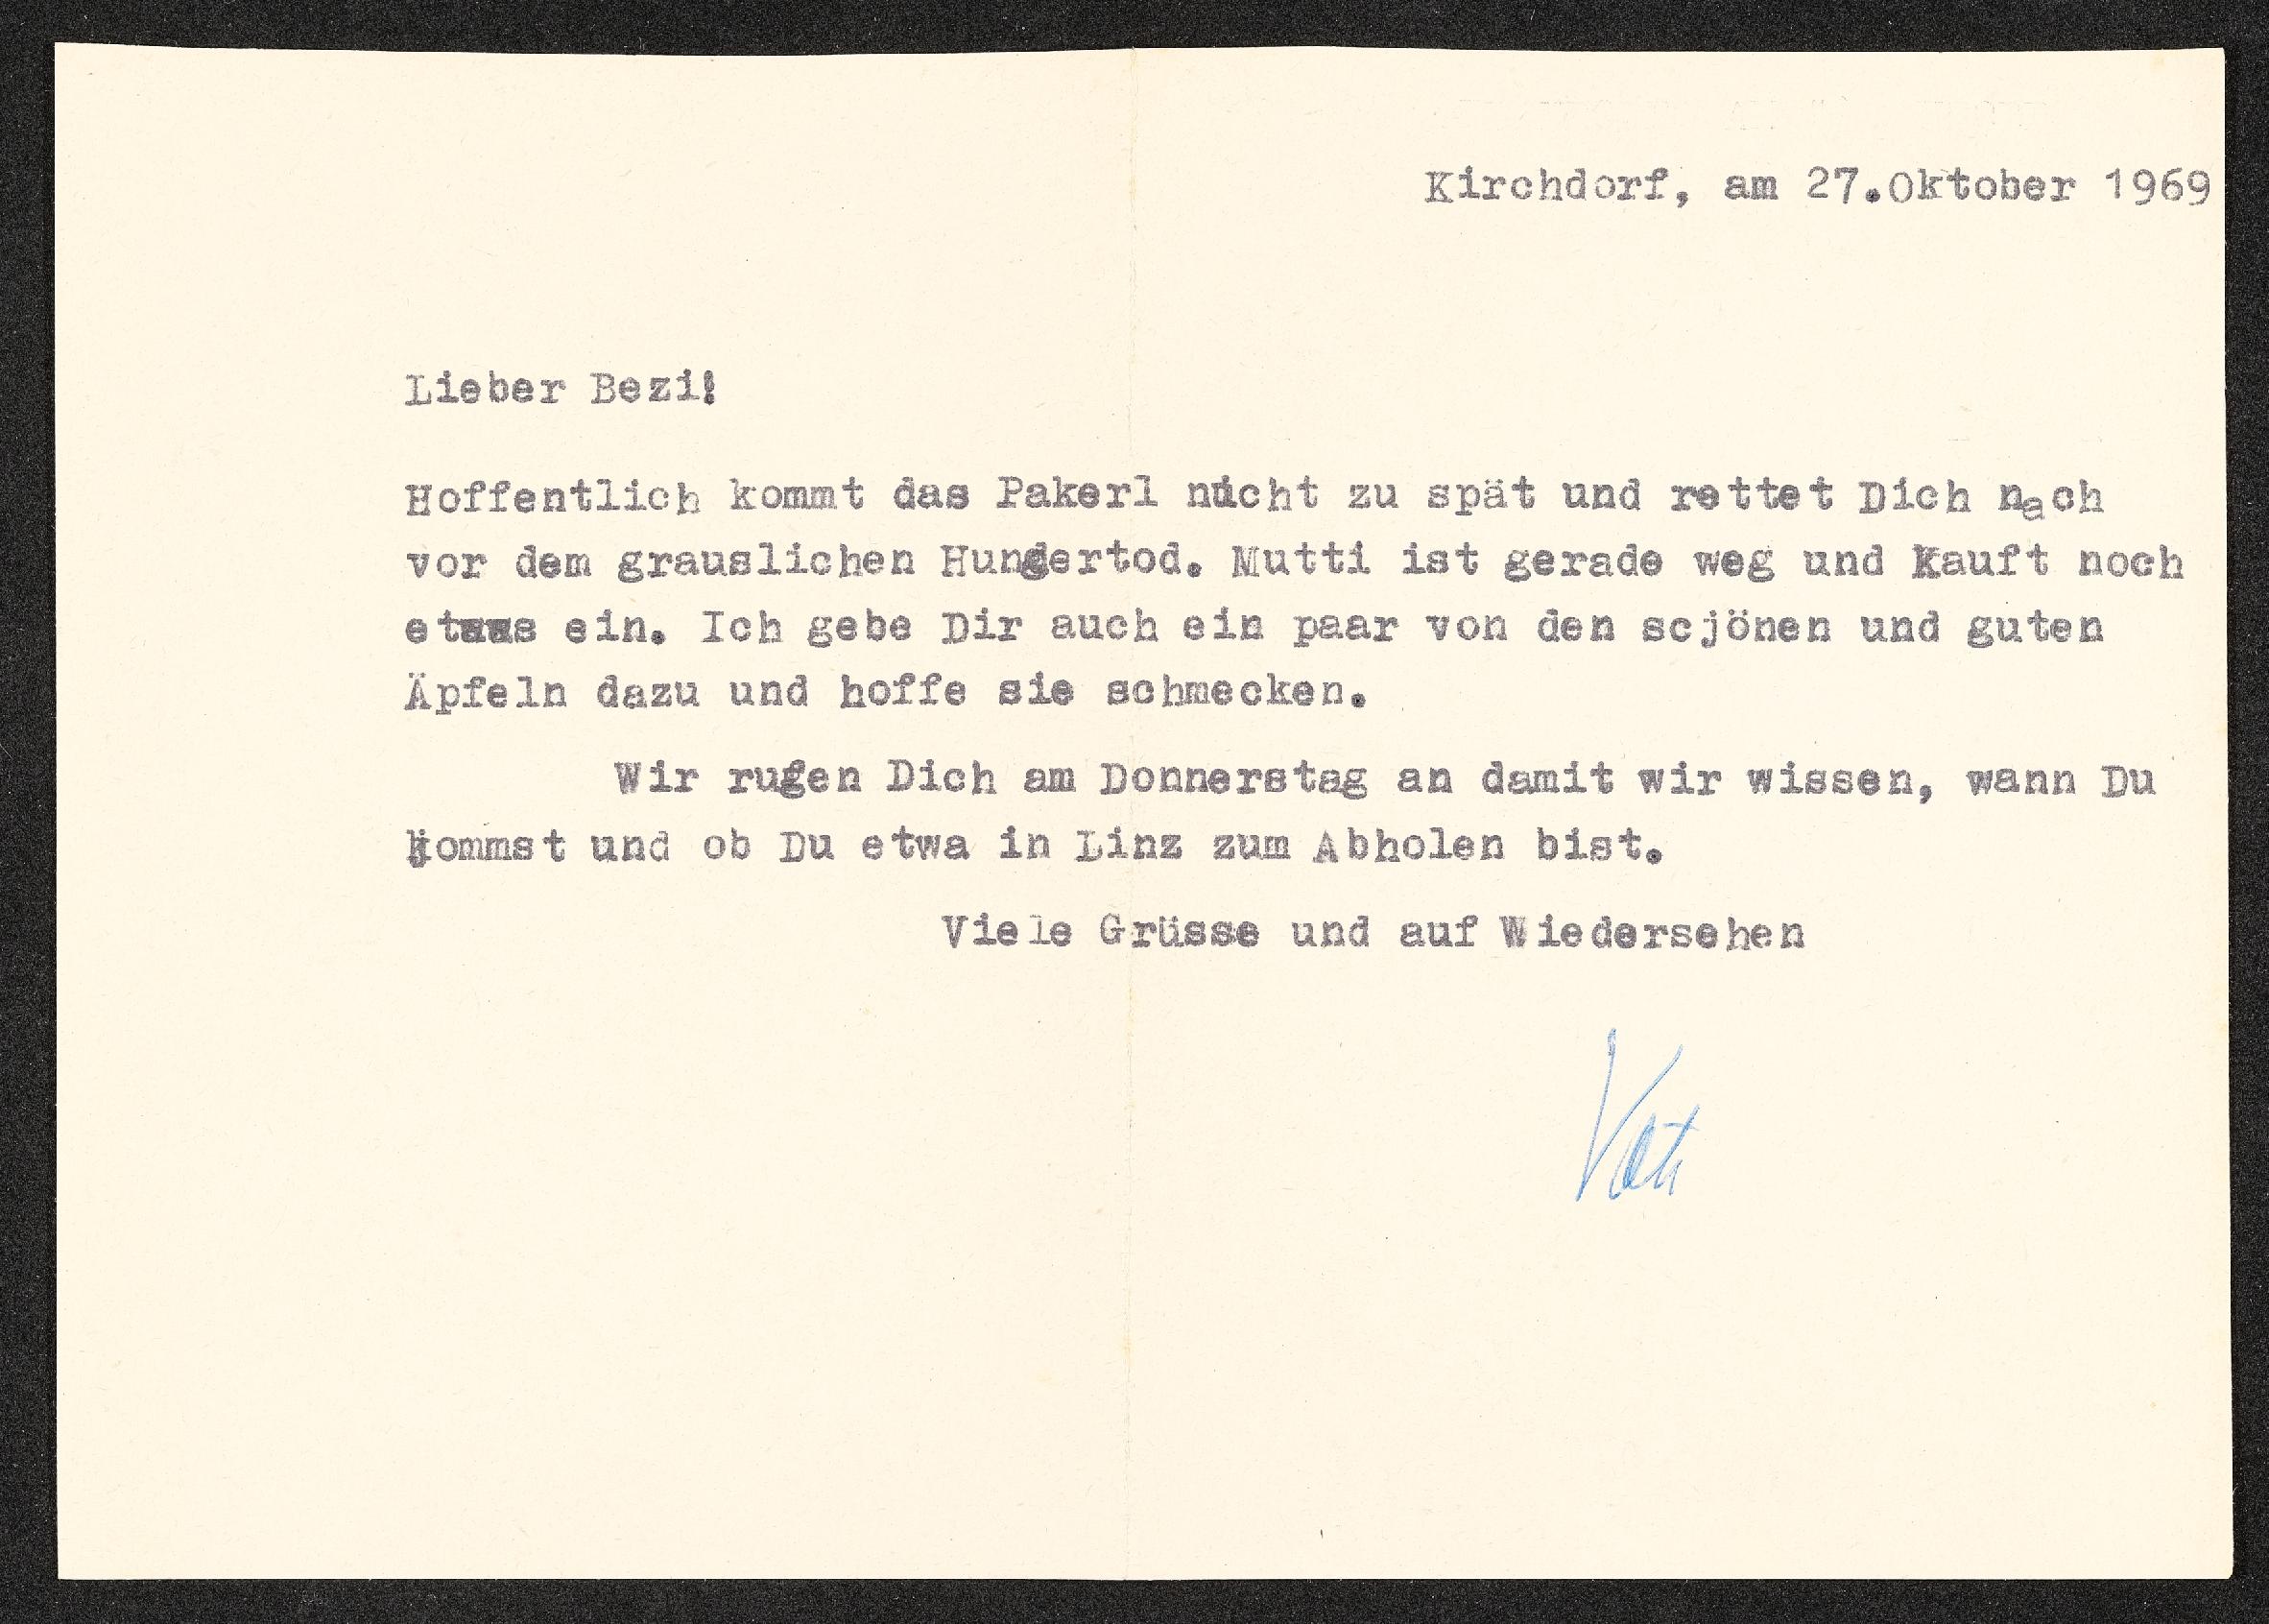 Kirchdorf, am 27.Oktober 1969
Lieber Bezi!
Hoffentlich kommt das Pakerl nicht zu spät und rettet Dich nach
vor dem grauslichen Hungertod. Mutti ist gerade weg und kauft noch
etwas ein. Ich gebe Dir auch ein paar von den scjönen und guten
Äpfeln dazu und hoffe sie schmecken.
Wir rufen Dich am Donnerstag an damit wir wissen, wann Du
kommst und ob Du etwa in Linz zum Abholen bist.
Viele Grüsse und auf Wiedersehen
Vati